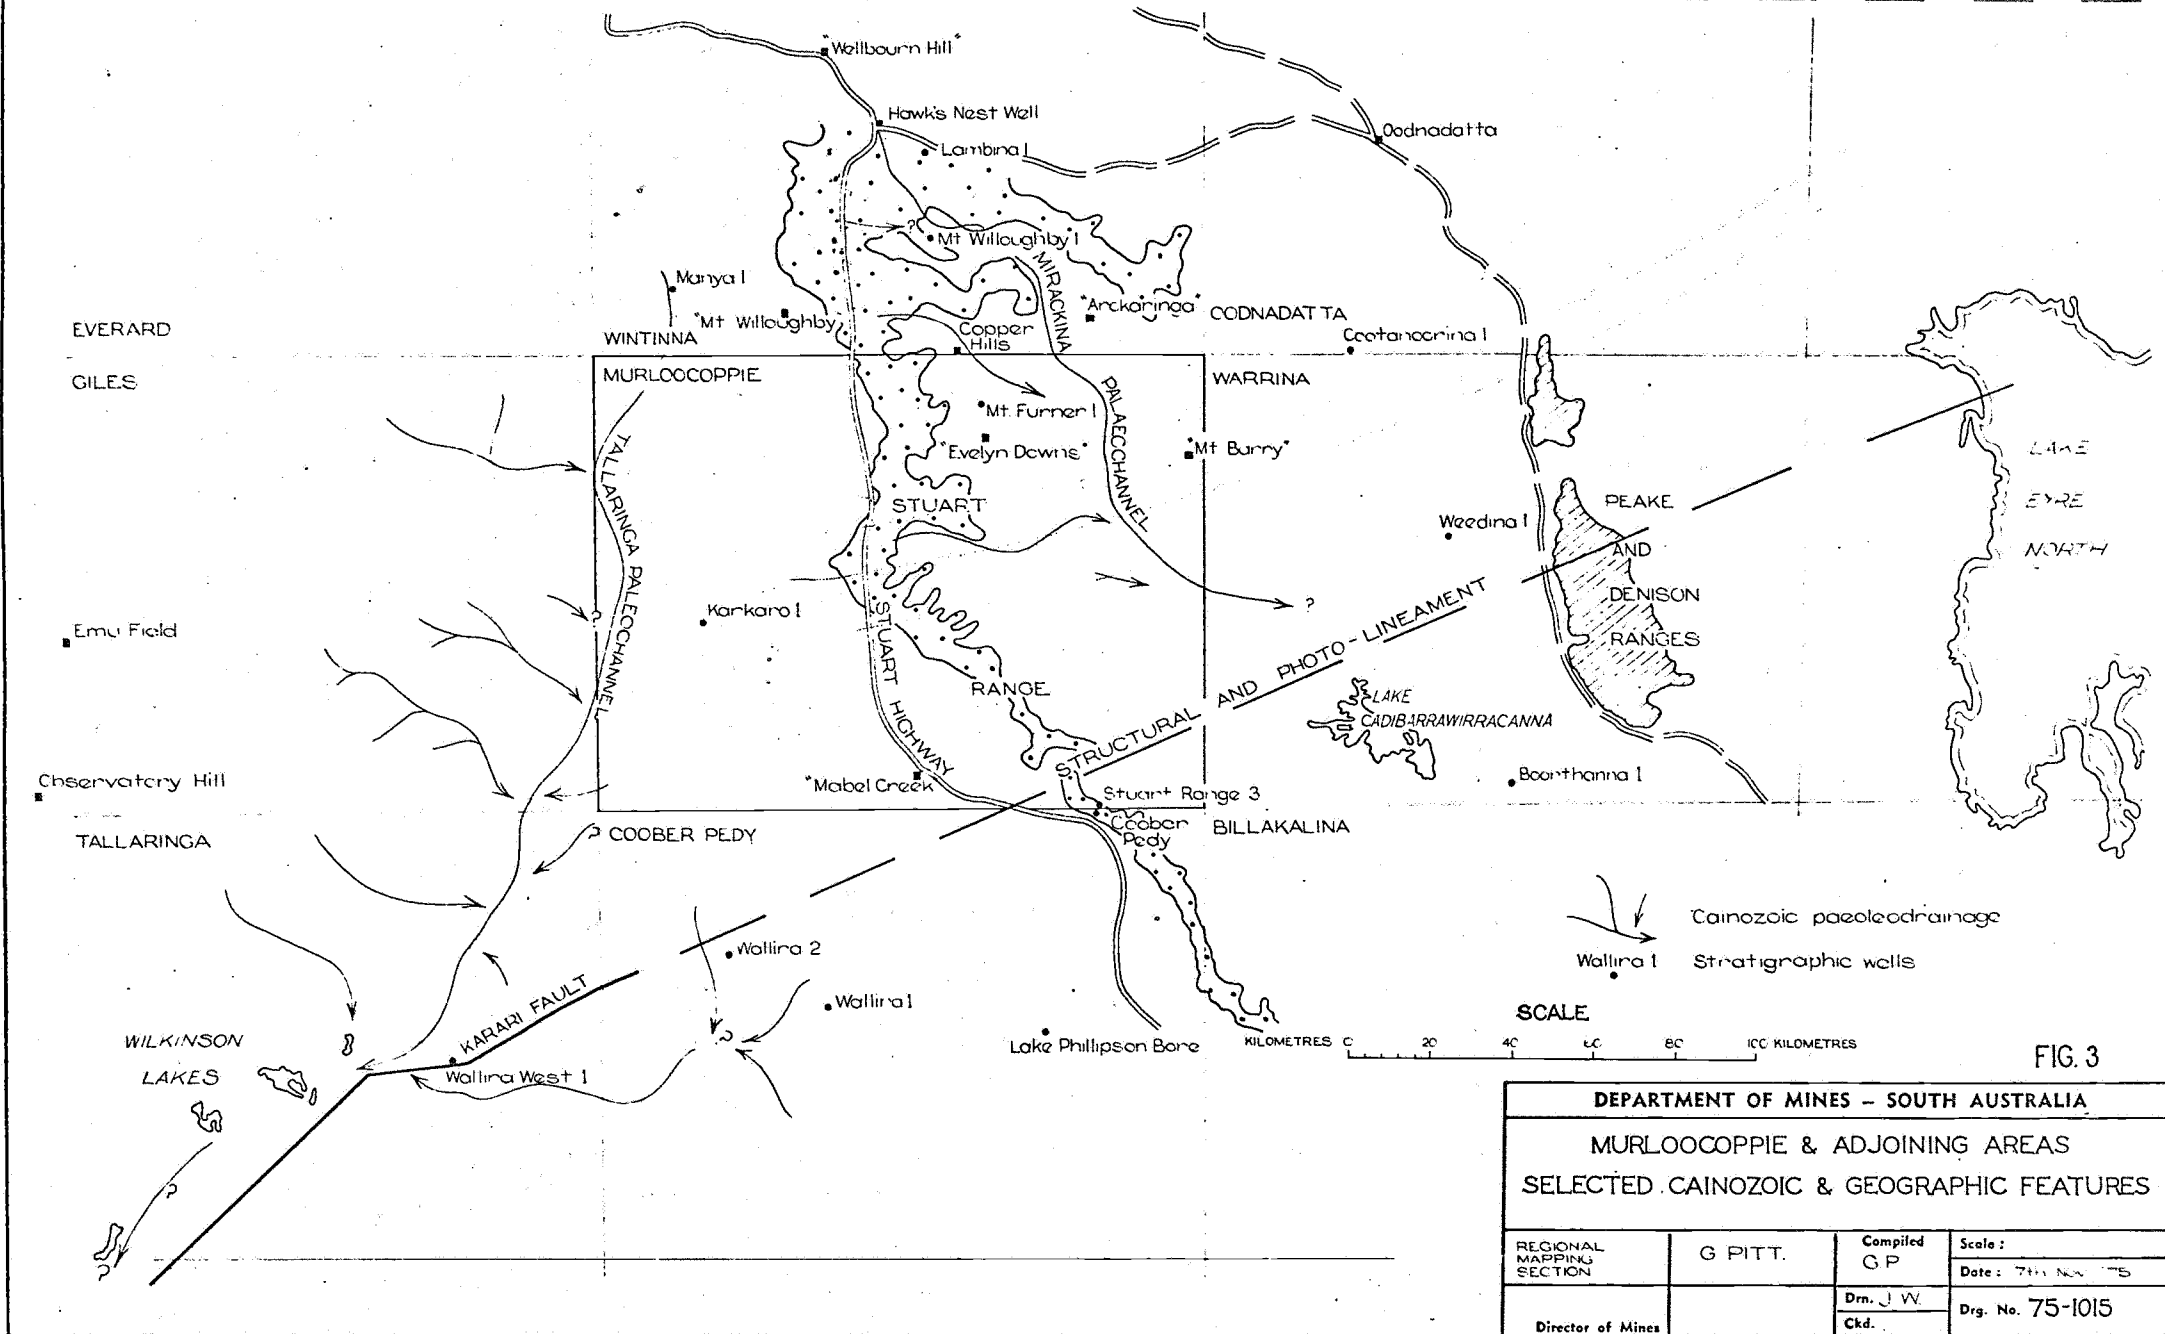 "Wellbourn Hill"
Hawk's Nest Well
Oodnadatta
Lambina 1
?
Mt Willoughby 1
Manya 1
MIRACKINA PALAEOCHANNEL
"Arckaringa"
OODNADATTA
"Mt Willoughby"
EVERARD
WINTINNA
Copper
Hills
Cootanoorina 1
GILES
MURLOOCOPPIE
WARRINA
Mt. Furner 1
"Evelyn Downs"
"Mt Barry"
LAKE
EYRE
NORTH
TALLARINGA PALEOCHANNEL
STUART
PEAKE
AND
DENISON
RANGES
Weedina 1
?
Karkaro 1
?
Emu Field
STUART HIGHWAY
RANGE
STRUCTURAL AND PHOTO-LINEAMENT
LAKE
CADIBARRAWIRRACANNA
Observatory Hill
"Mabel Creek"
Boorthanna 1
Stuart Range 3
Coober
Pedy
BILLAKALINA
TALLARINGA
? COOBER PEDY
Cainozoic paeoleodrainage
Wallira 2
Wallira 1 Stratigraphic wells
Wallira 1
KARARI FAULT
?
WILKINSON
LAKES
Wallira West 1
Lake Phillipson Bore
SCALE
KILOMETRES 0 20 40 60 80 100 KILOMETRES
?
?
FIG. 3
DEPARTMENT OF MINES – SOUTH AUSTRALIA
MURLOOCOPPIE & ADJOINING AREAS
SELECTED CAINOZOIC & GEOGRAPHIC FEATURES
REGIONAL
MAPPING
SECTION
G PITT.
Compiled
G P
Scale :
Date : 7th Nov 75
Director of Mines
Drn. J W.
Ckd.
Drg. No. 75-1015